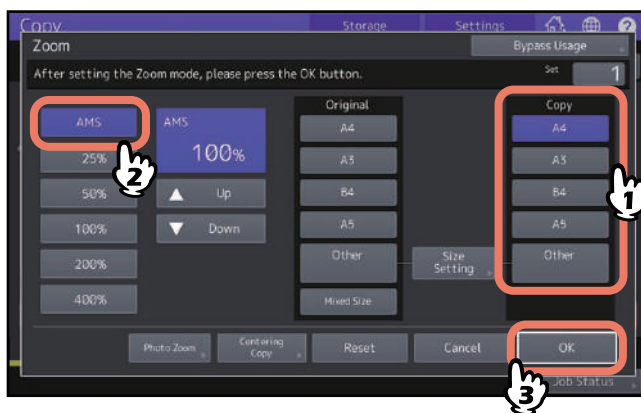 Copy
Storage
Settings
?
Zoom
Bypass Usage
After setting the Zoom mode, please press the OK button.
Set
1
Original
Copy
AMS
AMS
A4
A4
25%
100%
A3
A3
2
50%
Up
B4
B4
1
100%
Down
A5
A5
200%
Other
Size
Setting
Other
400%
Mixed Size
Photo Zoom
Centering
Copy
Reset
Cancel
OK
3
Job Status